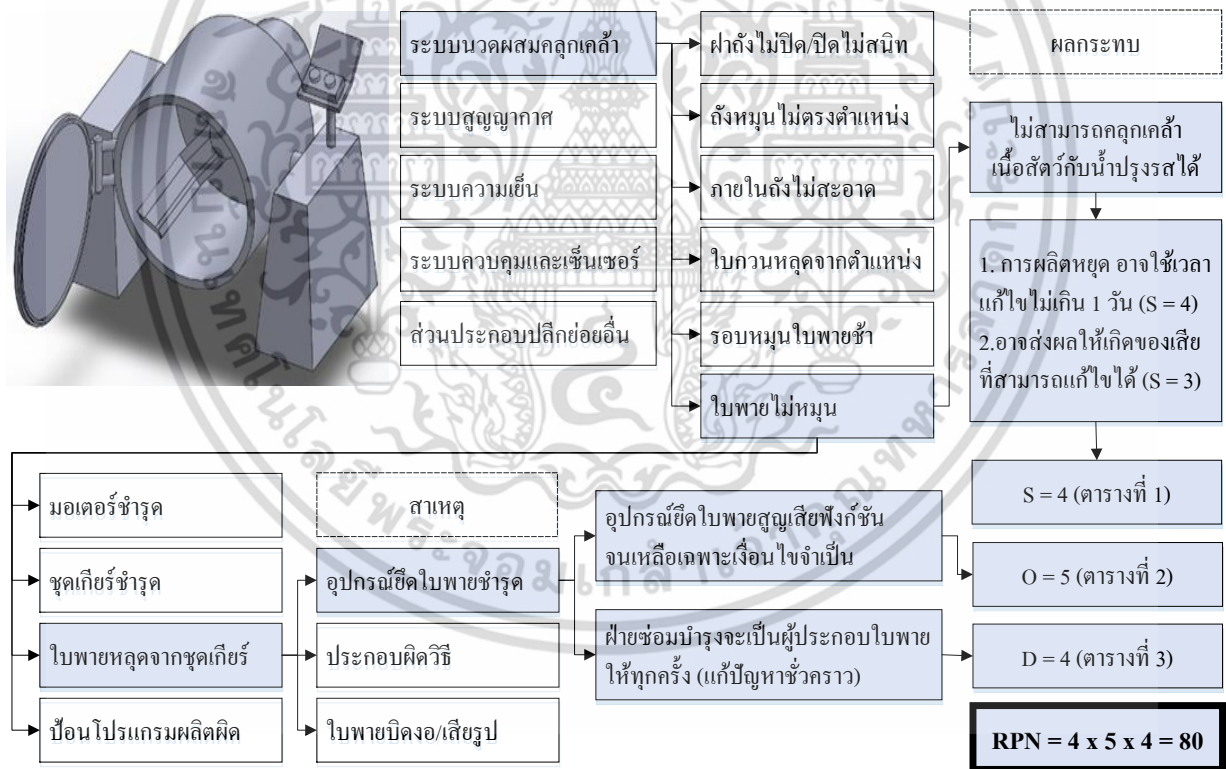 ระบบนวดผสมคลุกเคล้า
ระบบสูญญากาศ
ระบบความเย็น
ระบบควบคุมและเซ็นเซอร์
ส่วนประกอบปลีกย่อยอื่น
ฝาถังไม่ปิด/ปิดไม่สนิท
ถังหมุนไม่ตรงตำแหน่ง
ภายในถังไม่สะอาด
ใบกวนหลุดจากตำแหน่ง
รอบหมุนใบพายช้า
ใบพายไม่หมุน
ผลกระทบ
ไม่สามารถคลุกเคล้า
เนื้อสัตว์กับน้ำปรุงรสได้
1. การผลิตหยุด อาจใช้เวลา
แก้ไขไม่เกิน 1 วัน (S = 4)
2.อาจส่งผลให้เกิดของเสีย
ที่สามารถแก้ไขได้ (S = 3)
S = 4 (ตารางที่ 1)
มอเตอร์ชำรุด
ชุดเกียร์ชำรุด
ใบพายหลุดจากชุดเกียร์
ป้อนโปรแกรมผลิตผิด
สาเหตุ
อุปกรณ์ยึดใบพายชำรุด
ประกอบผิดวิธี
ใบพายบิดงอ/เสียรูป
อุปกรณ์ยึดใบพายสูญเสียฟังก์ชัน
จนเหลือเฉพาะเงื่อนไขจำเป็น
ฝ่ายซ่อมบำรุงจะเป็นผู้ประกอบใบพาย
ให้ทุกครั้ง (แก้ปัญหาชั่วคราว)
O = 5 (ตารางที่ 2)
D = 4 (ตารางที่ 3)
RPN = 4 x 5 x 4 = 80